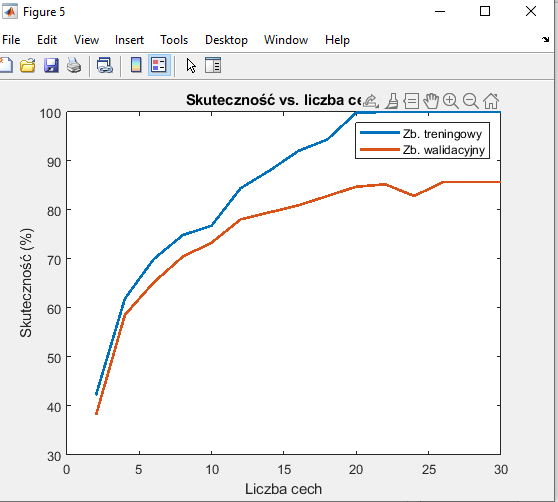 Figure 5
File Edit View Insert Tools Desktop Window Help
Skuteczność vs. liczba
Zb. treningowy
Zb. walidacyjny
Skuteczność (%)
100
90
80
70
60
50
40
30
0 5 10 15 20 25 30
Liczba cech